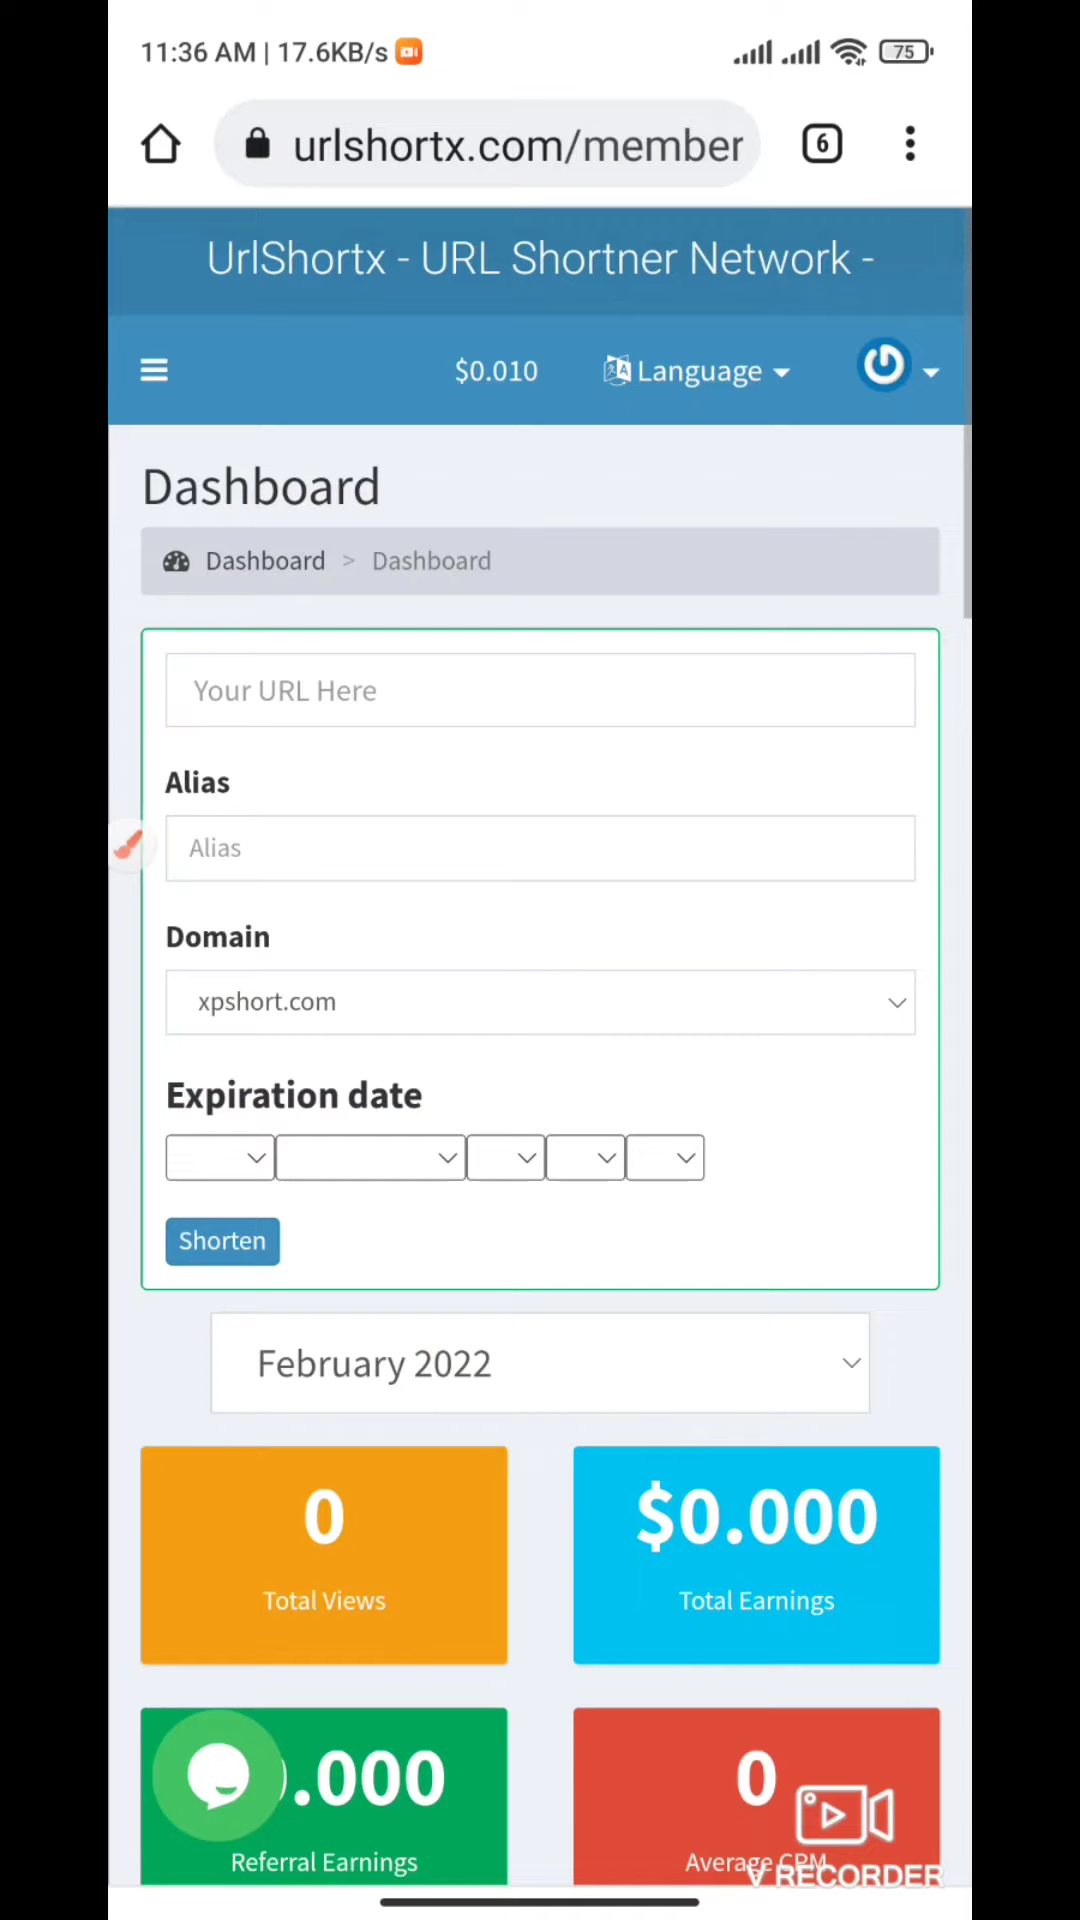 11:36 AM | 17.6KB/s
75
urlshortx.com/member
6
UrlShortx - URL Shortner Network -
$0.010
Language
Dashboard
Dashboard > Dashboard
Your URL Here
Alias
Alias
Domain
xpshort.com
Expiration date
Shorten
February 2022
0
$0.000
Total Views
Total Earnings
.000
0
Referral Earnings
Average CPM
V RECORDER